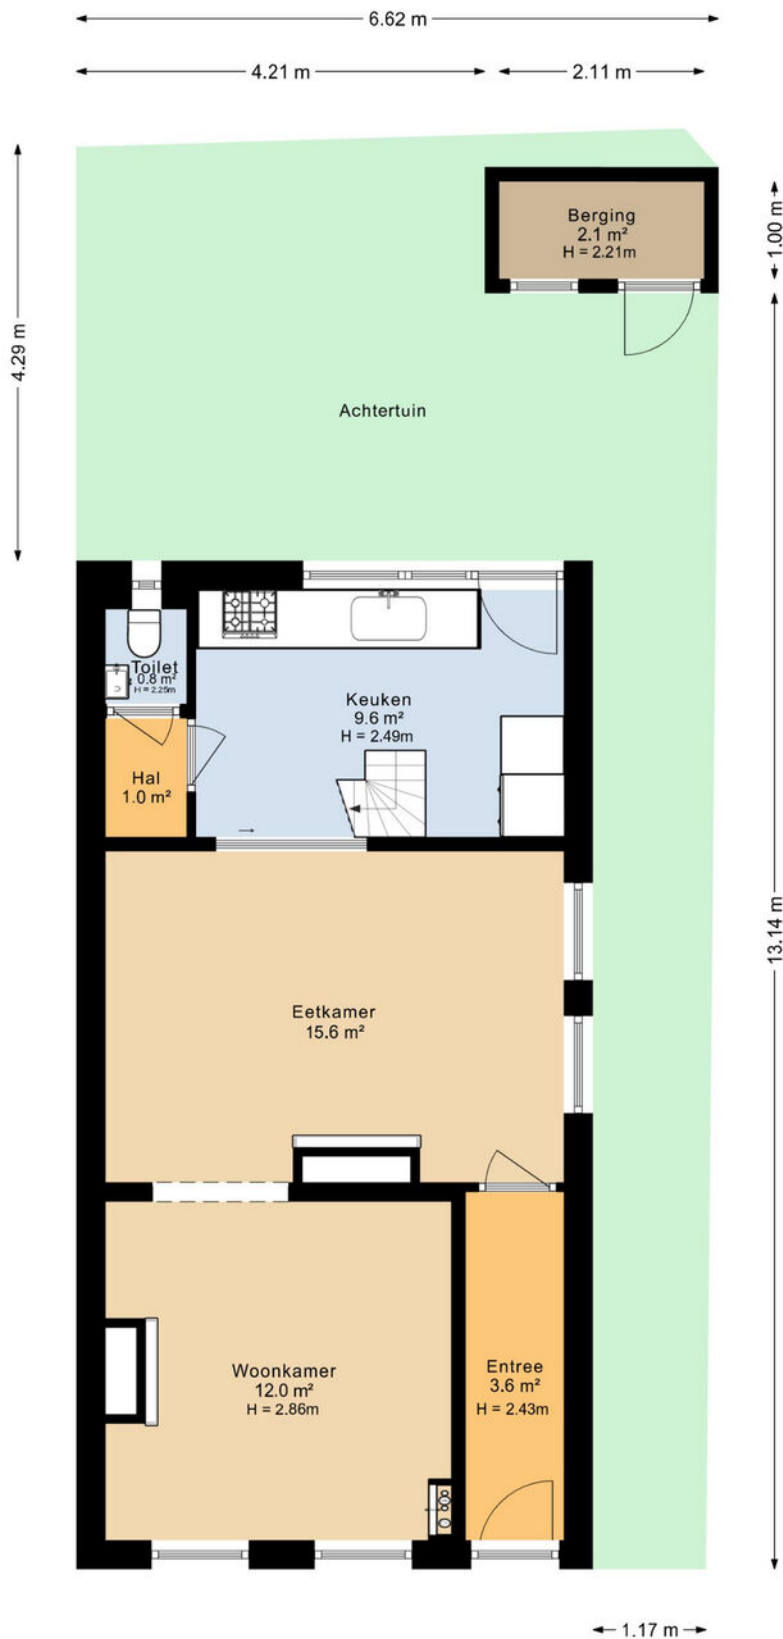 6.62 m
4.21 m
2.11 m
Berging
2.1 m²
H = 2.21m
1.00 m
4.29 m
Achtertuin
Toilet
0.8 m²
H = 2.25m
Keuken
9.6 m²
H = 2.49m
Hal
1.0 m²
13.14 m
Eetkamer
15.6 m²
Woonkamer
12.0 m²
H = 2.86m
Entree
3.6 m²
H = 2.43m
1.17 m